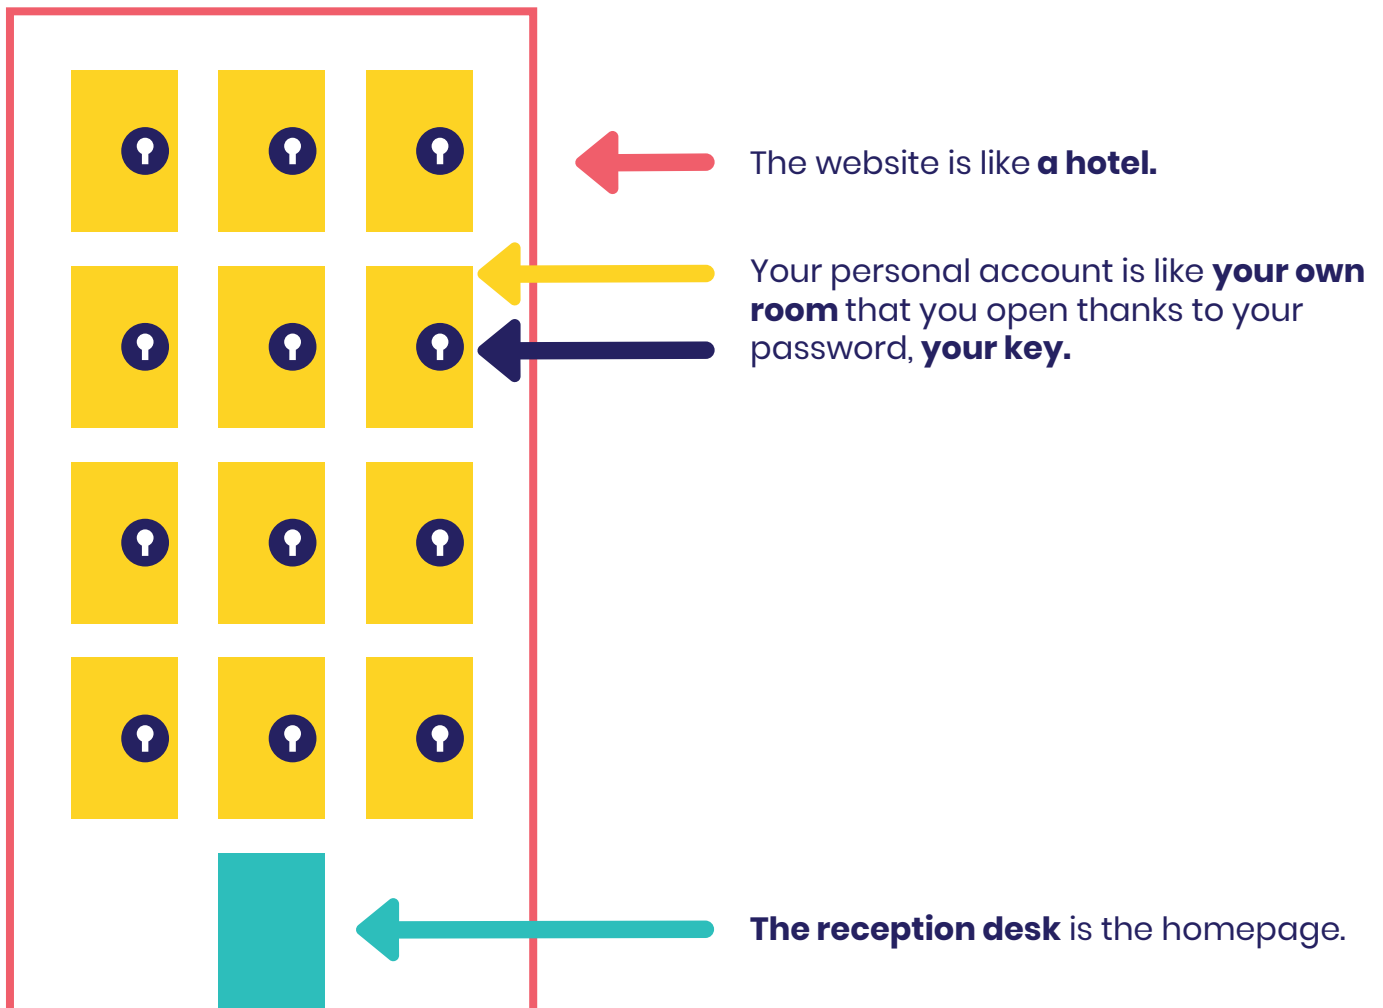 The website is like a hotel.
Your personal account is like your own
room that you open thanks to your
password, your key.
The reception desk is the homepage.